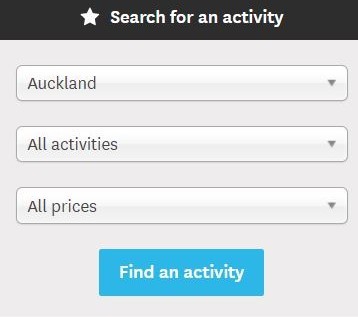 Search for an activity
Auckland
All activities
All prices
Find an activity